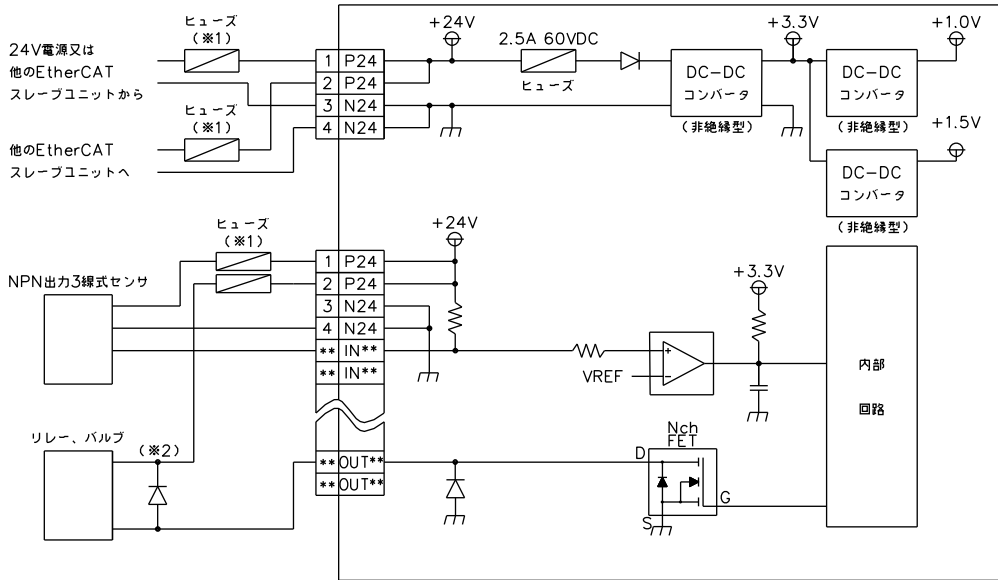 ヒューズ
(※1)
24V電源又は
他のEtherCAT
スレーブユニットから
ヒューズ
(※1)
他のEtherCAT
スレーブユニットへ
1 P24
2 P24
3 N24
4 N24
+24V
2.5A 60VDC
ヒューズ
DC-DC
コンバータ
(非絶縁型)
+3.3V
DC-DC
コンバータ
(非絶縁型)
+1.0V
+1.5V
DC-DC
コンバータ
(非絶縁型)
ヒューズ
(※1)
NPN出力3線式センサ
1 P24
2 P24
3 N24
4 N24
** IN**
** IN**
+24V
+3.3V
+
-
VREF
内部
回路
リレー、バルブ
(※2)
** OUT**
** OUT**
Nch
FET
D
G
S